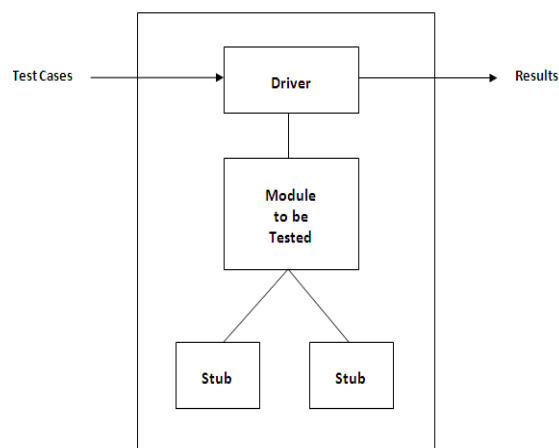 Test Cases
Driver
Results
Module
to be
Tested
Stub
Stub